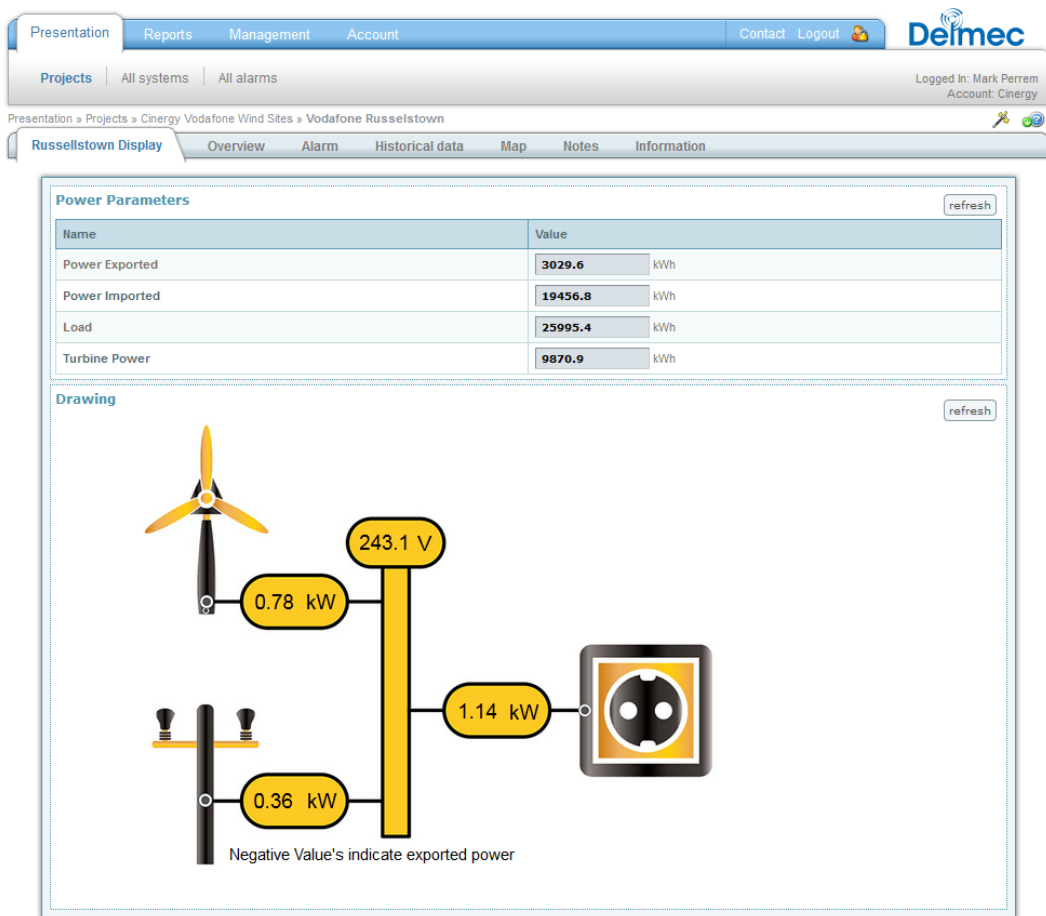 Presentation Reports Management Account Contact Logout
Delmec
Projects All systems All alarms
Logged In: Mark Perrem
Account: Cinergy
Presentation » Projects » Cinergy Vodafone Wind Sites » Vodafone Russelstown
Russellstown Display Overview Alarm Historical data Map Notes Information
Power Parameters refresh
Name Value
Power Exported 3029.6 kWh
Power Imported 19456.8 kWh
Load 25995.4 kWh
Turbine Power 9870.9 kWh
Drawing refresh
243.1 V
0.78 kW
1.14 kW
0.36 kW
Negative Value's indicate exported power